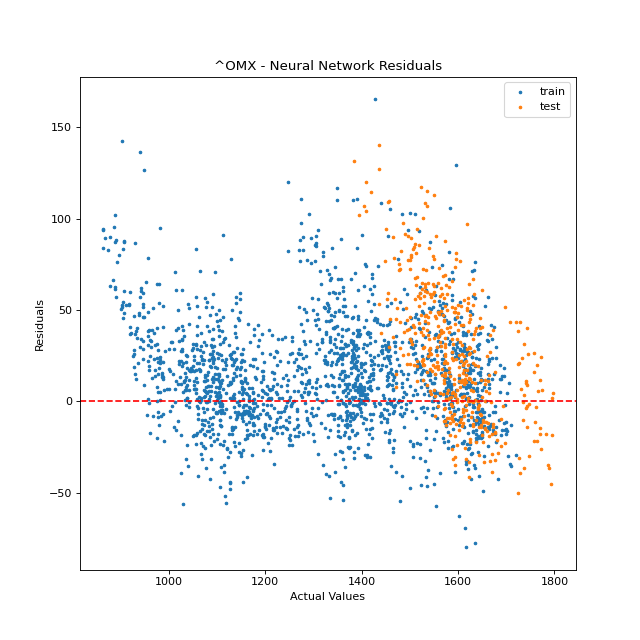 ^OMX - Neural Network Residuals
train
test
150
100
50
0
−50
Residuals
1000
1200
1400
1600
1800
Actual Values